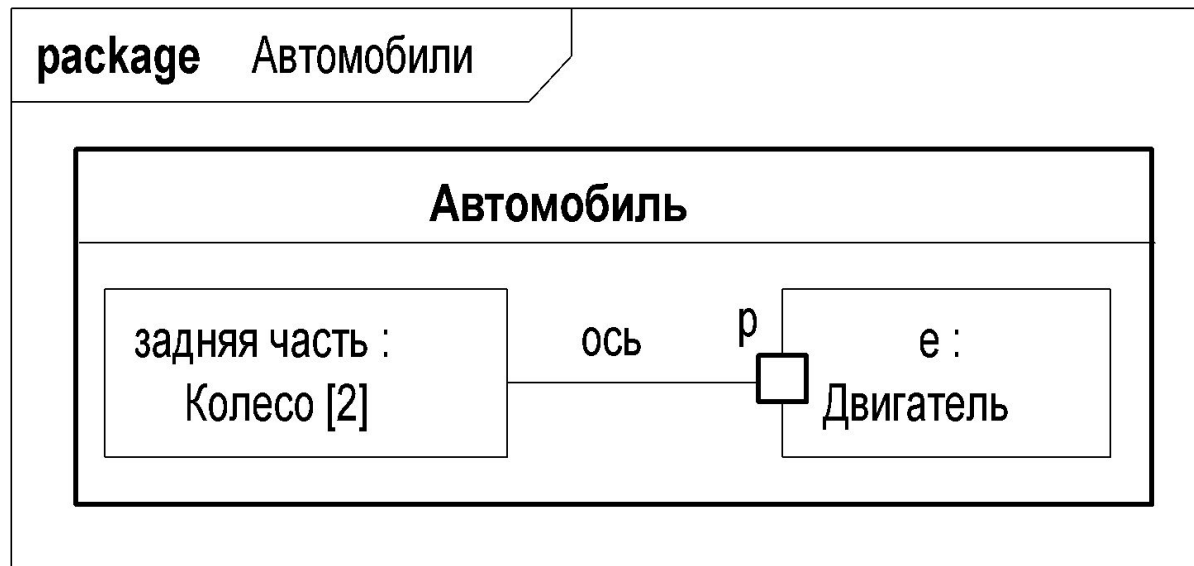 package Автомобили
Автомобиль
задняя часть :
Колесо [2]
ось
p
e :
Двигатель